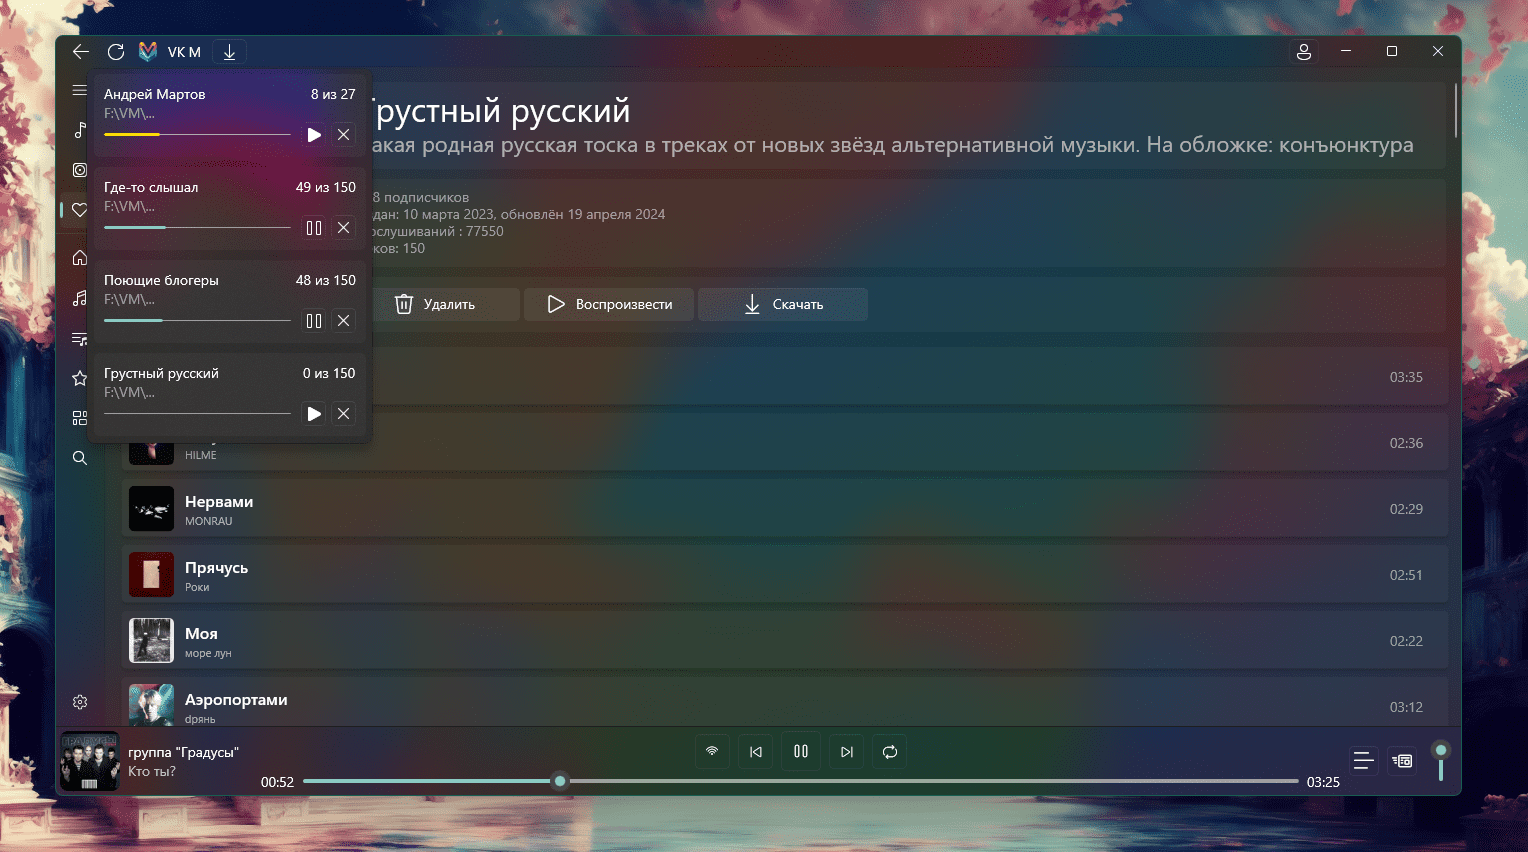 VK M
Андрей Мартов
8 из 27
F:\VM\...
Где-то слышал
49 из 150
F:\VM\...
Поющие блогеры
48 из 150
F:\VM\...
Грустный русский
0 из 150
F:\VM\...
Грустный русский
акая родная русская тоска в треках от новых звёзд альтернативной музыки. На обложке: конъюнктура
8 подписчиков
дан: 10 марта 2023, обновлён 19 апреля 2024
ослушиваний : 77550
ков: 150
Удалить
Воспроизвести
Скачать
03:35
HILME
02:36
Нервами
MONRAU
02:29
Прячусь
Роки
02:51
Моя
море лун
02:22
Аэропортами
дрянь
03:12
ГРАДУСЫ
группа "Градусы"
Кто ты?
00:52
03:25